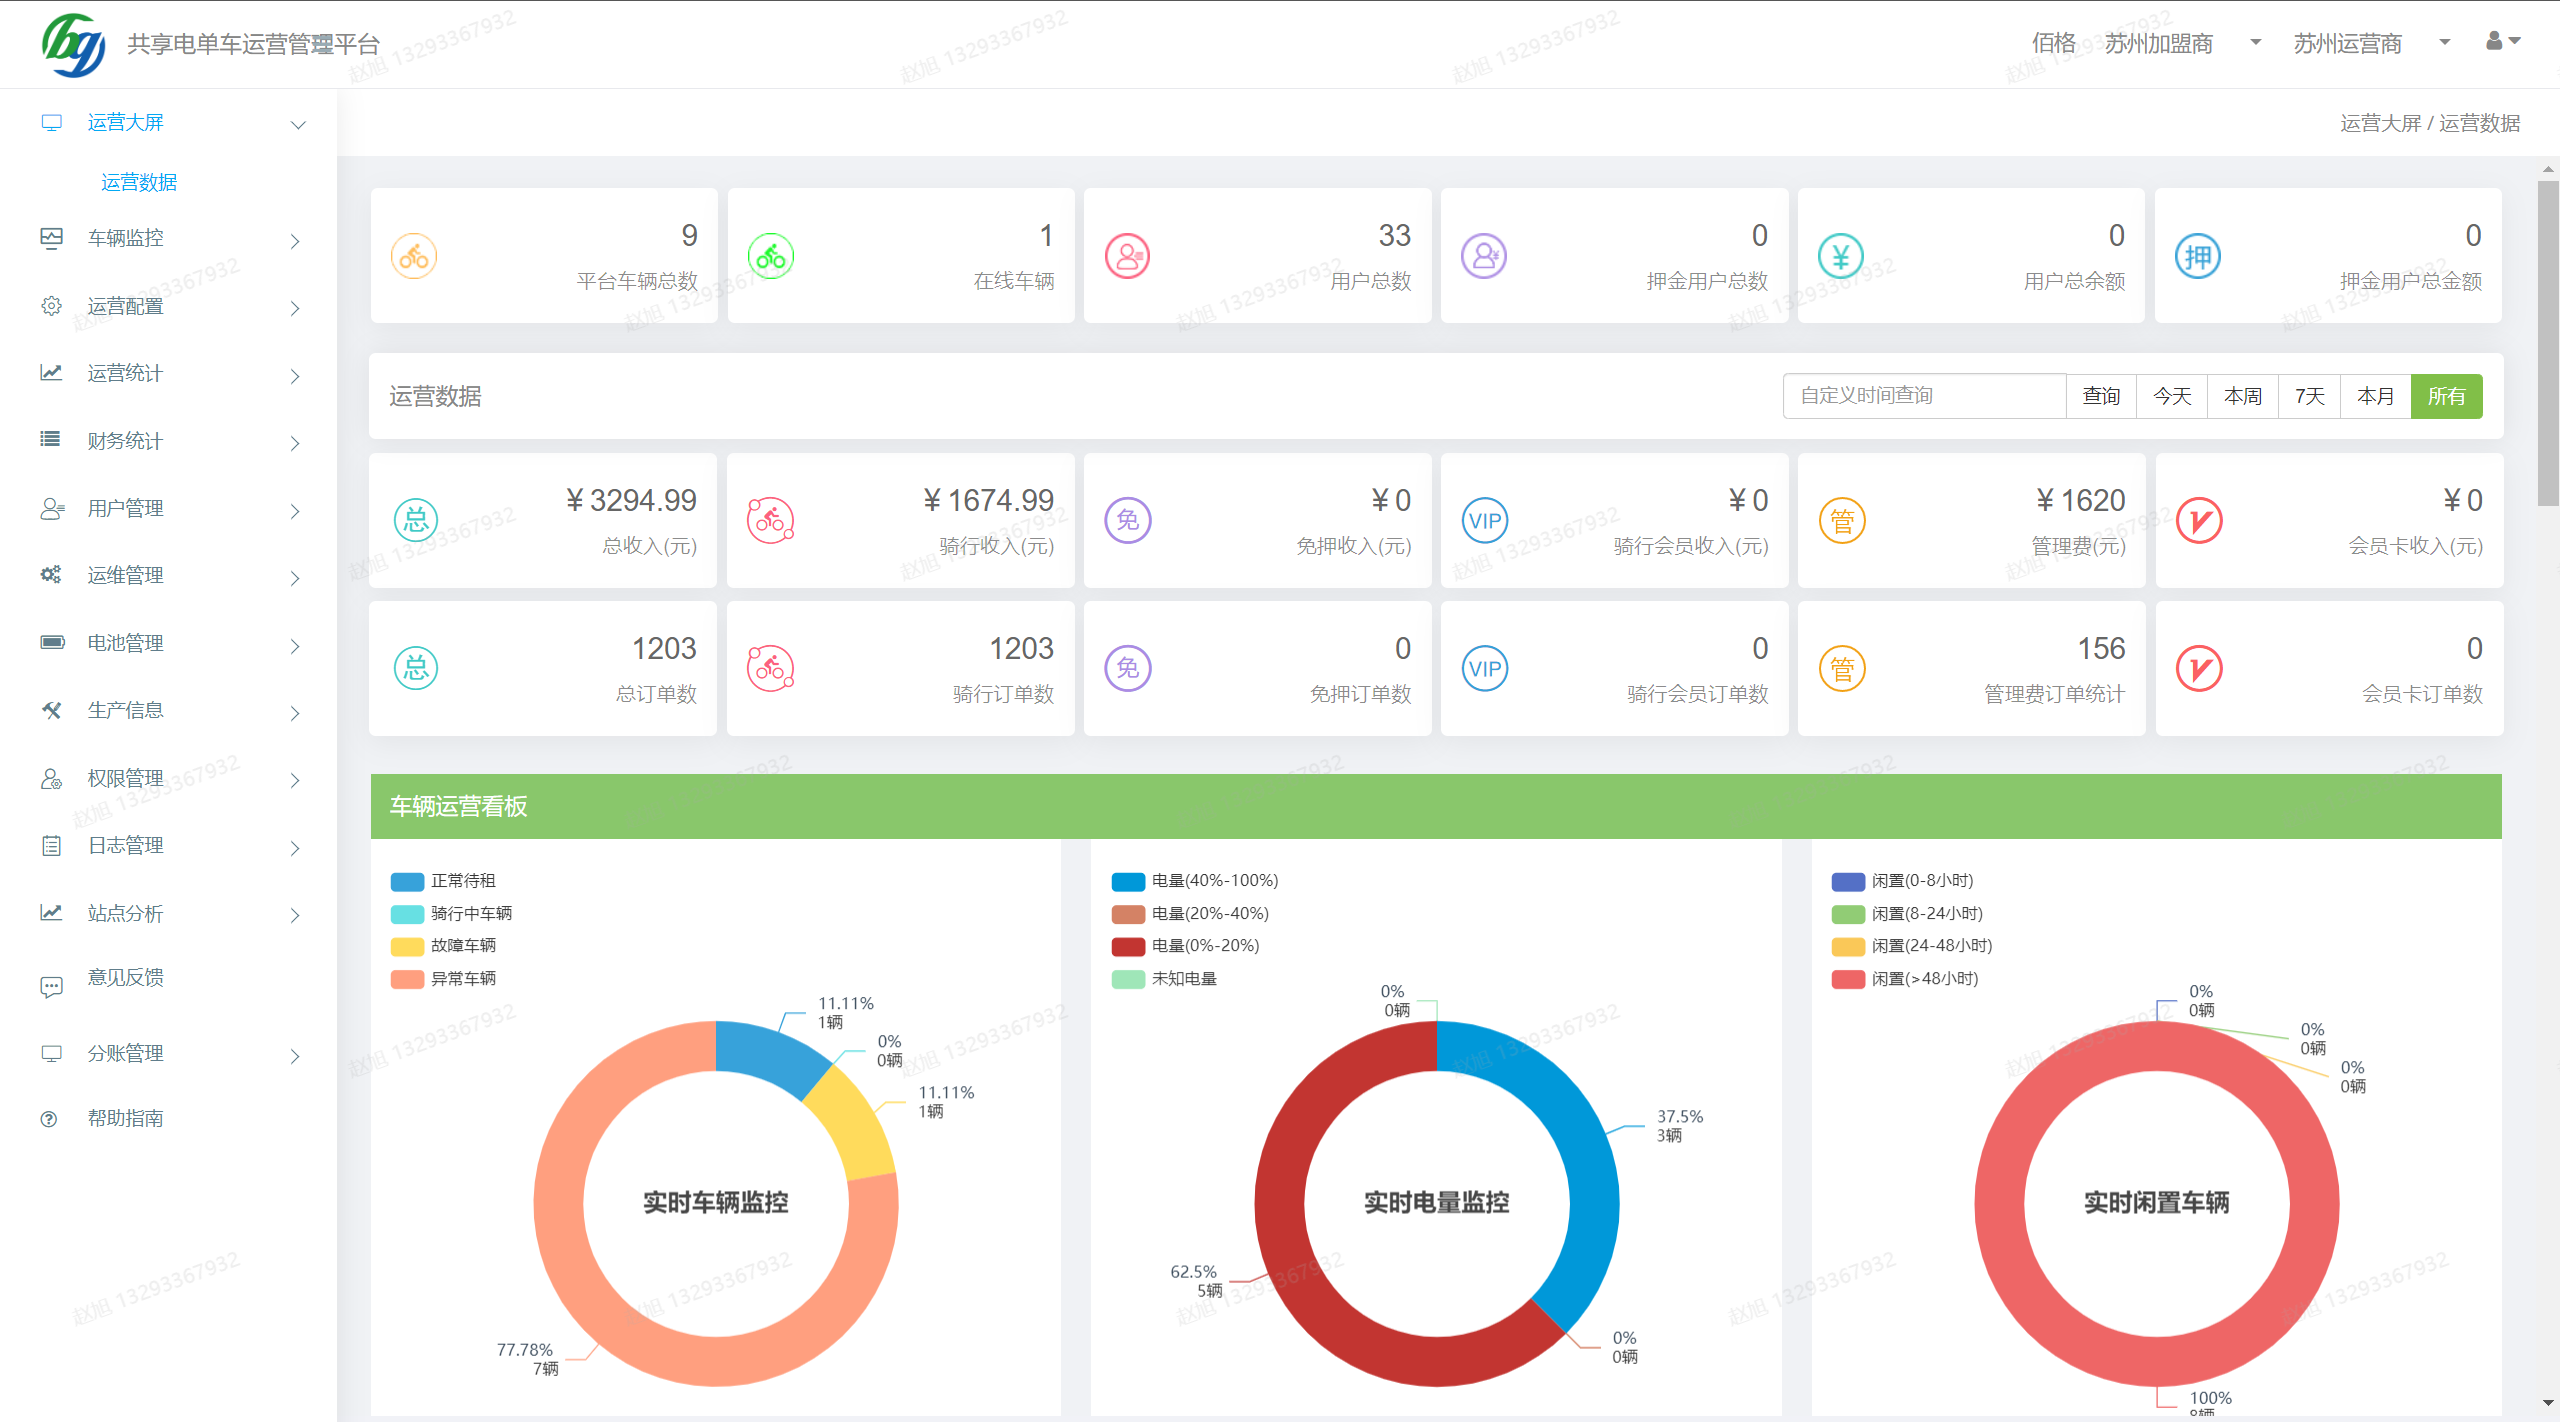 共享电单车运营管理平台
佰格 苏州加盟商 苏州运营商
运营大屏
运营数据
车辆监控
运营配置
运营统计
财务统计
用户管理
运维管理
电池管理
生产信息
权限管理
日志管理
站点分析
意见反馈
分账管理
帮助指南
运营大屏 / 运营数据
9
平台车辆总数
1
在线车辆
33
用户总数
0
押金用户总数
¥
0
用户总余额
押
0
押金用户总金额
运营数据
自定义时间查询 查询 今天 本周 7天 本月 所有
总
¥ 3294.99
总收入(元)
¥ 1674.99
骑行收入(元)
免
¥ 0
免押收入(元)
VIP
¥ 0
骑行会员收入(元)
管
¥ 1620
管理费(元)
V
¥ 0
会员卡收入(元)
总
1203
总订单数
1203
骑行订单数
免
0
免押订单数
VIP
0
骑行会员订单数
管
156
管理费订单统计
V
0
会员卡订单数
车辆运营看板
正常待租
骑行中车辆
故障车辆
异常车辆
11.11%
1辆
0%
0辆
11.11%
1辆
实时车辆监控
77.78%
7辆
电量(40%-100%)
电量(20%-40%)
电量(0%-20%)
未知电量
0%
0辆
37.5%
3辆
实时电量监控
62.5%
5辆
0%
0辆
闲置(0-8小时)
闲置(8-24小时)
闲置(24-48小时)
闲置(>48小时)
0%
0辆
0%
0辆
0%
0辆
实时闲置车辆
100%
8辆
赵旭 13293367932